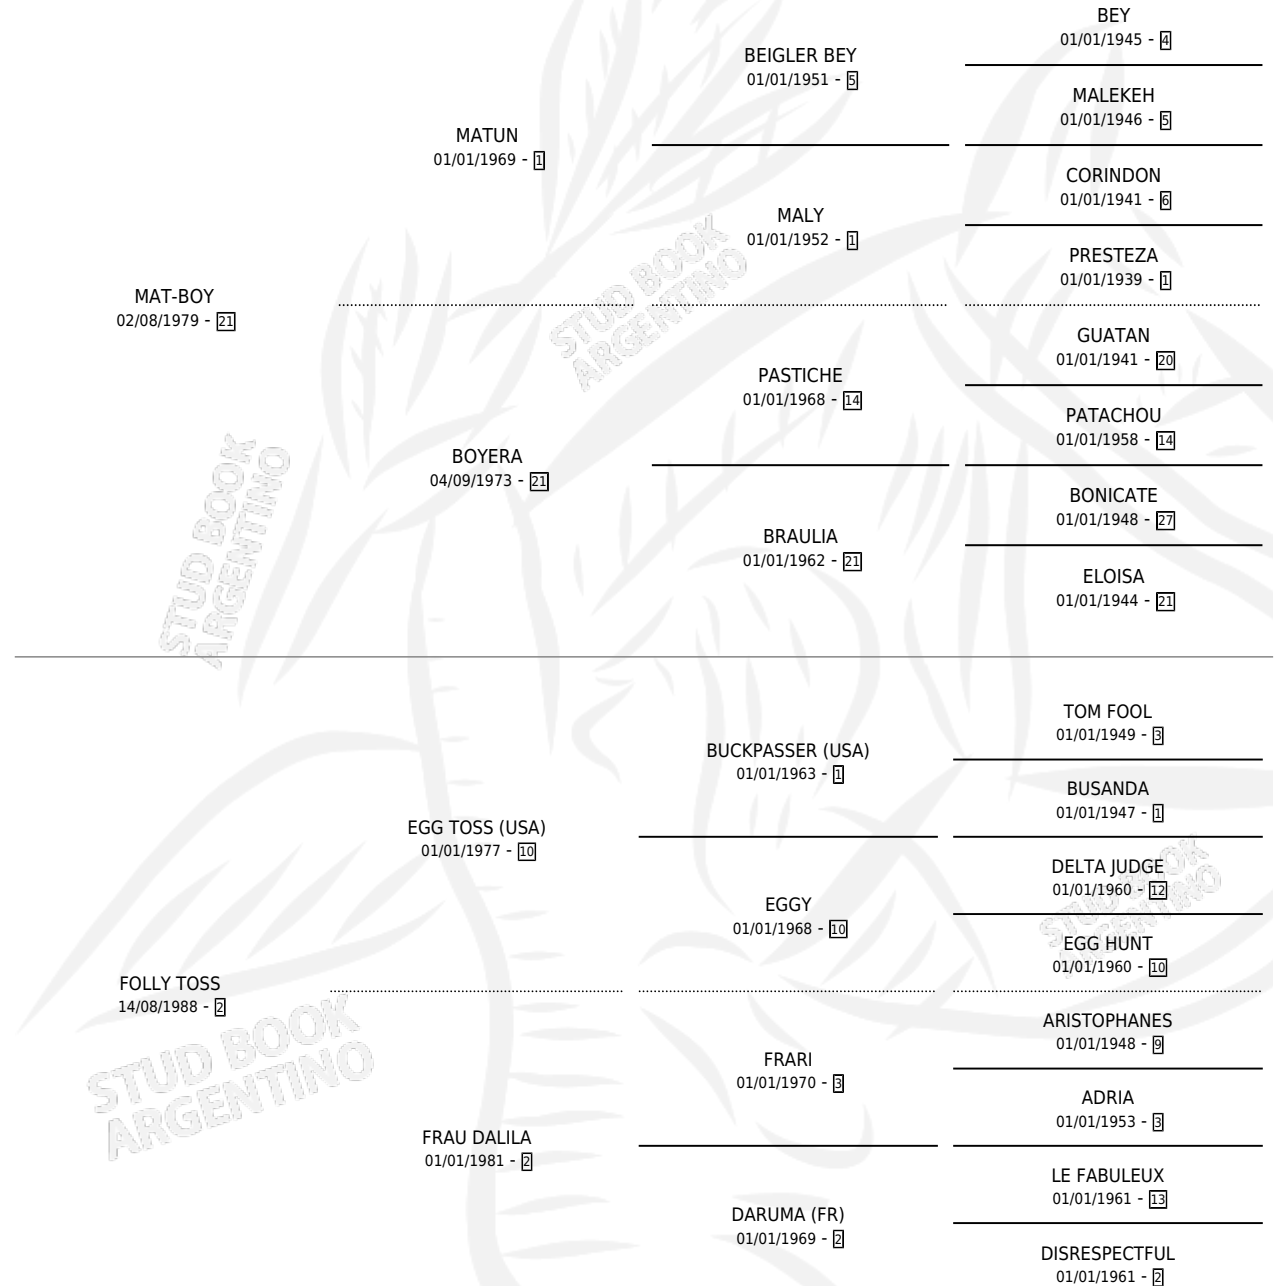 BEY
01/01/1945 - 4
BEIGLER BEY
01/01/1951 - 5
MALEKEH
01/01/1946 - 5
MATUN
01/01/1969 - 1
CORINDON
01/01/1941 - 6
MALY
01/01/1952 - 1
PRESTEZA
01/01/1939 - 1
MAT-BOY
02/08/1979 - 21
GUATAN
01/01/1941 - 20
PASTICHE
01/01/1968 - 14
PATACHOU
01/01/1958 - 14
BOYERA
04/09/1973 - 21
BONICATE
01/01/1948 - 27
BRAULIA
01/01/1962 - 21
ELOISA
01/01/1944 - 21
TOM FOOL
01/01/1949 - 3
BUCKPASSER (USA)
01/01/1963 - 1
BUSANDA
01/01/1947 - 1
EGG TOSS (USA)
01/01/1977 - 10
DELTA JUDGE
01/01/1960 - 12
EGGY
01/01/1968 - 10
EGG HUNT
01/01/1960 - 10
FOLLY TOSS
14/08/1988 - 2
ARISTOPHANES
01/01/1948 - 9
FRARI
01/01/1970 - 3
ADRIA
01/01/1953 - 3
FRAU DALILA
01/01/1981 - 2
LE FABULEUX
01/01/1961 - 13
DARUMA (FR)
01/01/1969 - 2
DISRESPECTFUL
01/01/1961 - 2
STUD BOOK
ARGENTINO
STUD BOOK
ARGENTINO
STUD BOOK
ARGENTINO
STUD BOOK
ARGENTINO